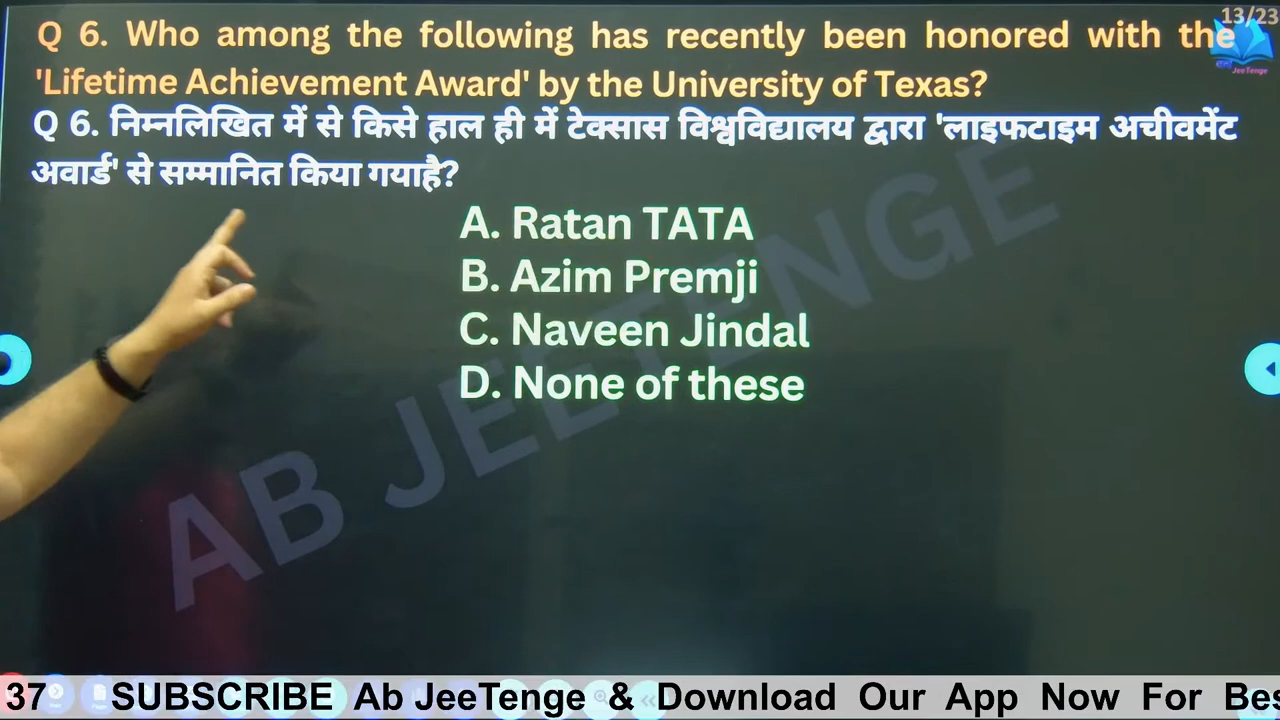 13/23
Q 6. Who among the following has recently been honored with the
'Lifetime Achievement Award' by the University of Texas?
Q 6. निम्नलिखित में से किसे हाल ही में टेक्सास विश्वविद्यालय द्वारा 'लाइफटाइम अचीवमेंट
अवार्ड' से सम्मानित किया गयाहै?
JeeTenge
A. Ratan TATA
B. Azim Premji
C. Naveen Jindal
D. None of these
AB JEETENGE
37 SUBSCRIBE Ab JeeTenge & Download Our App Now For Bes